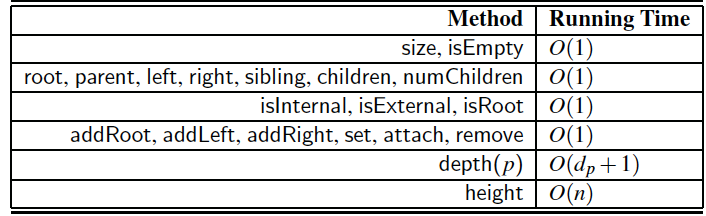 Method Running Time
size, isEmpty O(1)
root, parent, left, right, sibling, children, numChildren O(1)
isInternal, isExternal, isRoot O(1)
addRoot, addLeft, addRight, set, attach, remove O(1)
depth(p) O(dₚ + 1)
height O(n)